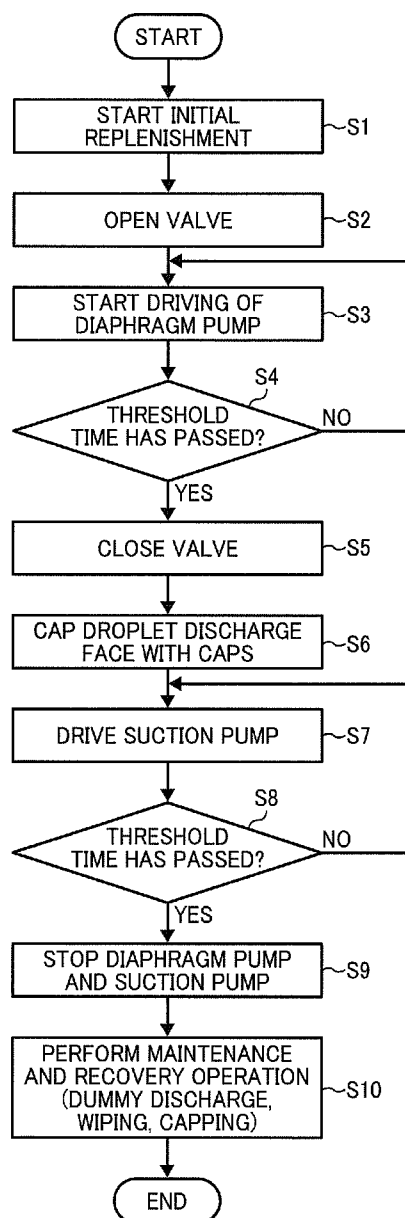 START
START INITIAL
REPLENISHMENT
S1
OPEN VALVE
S2
START DRIVING OF
DIAPHRAGM PUMP
S3
S4
THRESHOLD
TIME HAS PASSED?
NO
YES
CLOSE VALVE
S5
CAP DROPLET DISCHARGE
FACE WITH CAPS
S6
DRIVE SUCTION PUMP
S7
S8
THRESHOLD
TIME HAS PASSED?
NO
YES
STOP DIAPHRAGM PUMP
AND SUCTION PUMP
S9
PERFORM MAINTENANCE
AND RECOVERY OPERATION
(DUMMY DISCHARGE,
WIPING, CAPPING)
S10
END